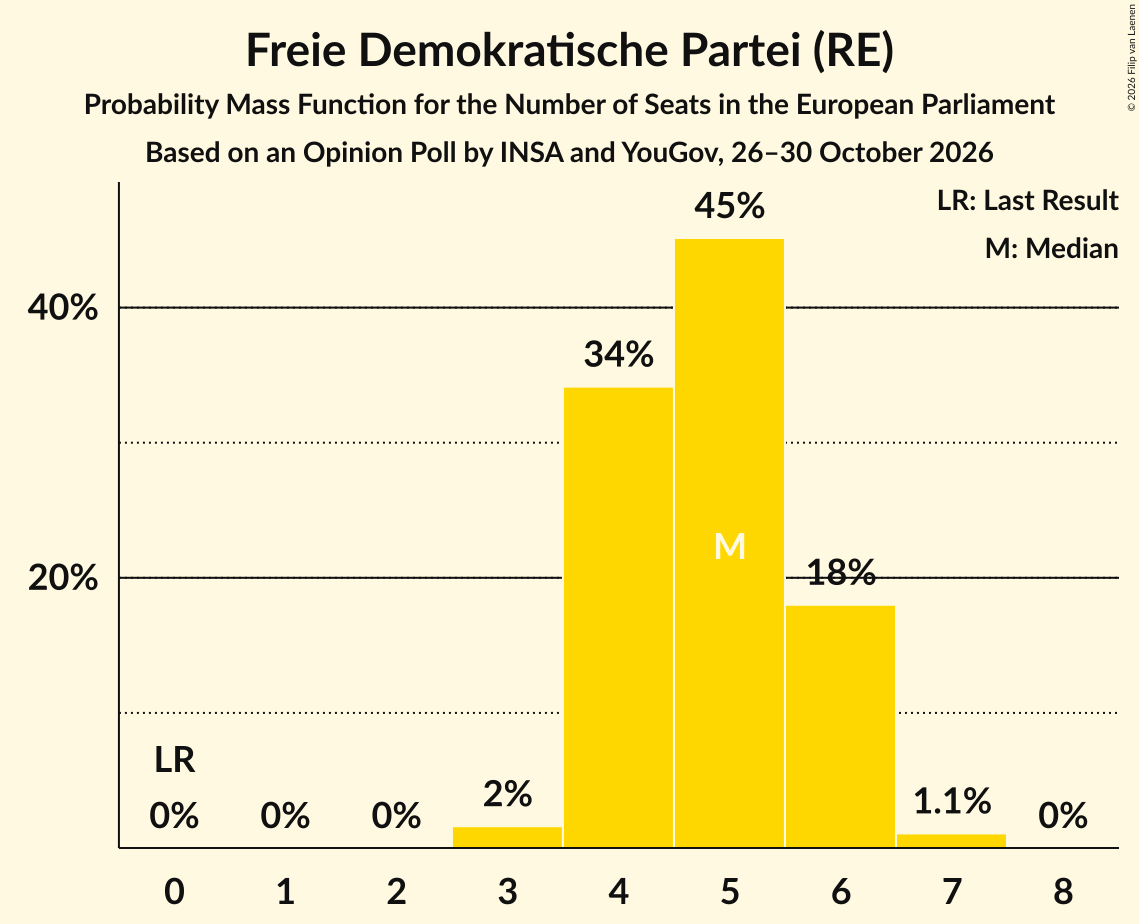 Freie Demokratische Partei (RE)
Probability Mass Function for the Number of Seats in the European Parliament
Based on an Opinion Poll by INSA and YouGov, 26–30 October 2026
© 2026 Filip van Laenen
LR: Last Result
M: Median
45%
40%
34%
M
20%
18%
LR
0%
0%
0%
2%
1.1%
0%
0
1
2
3
4
5
6
7
8